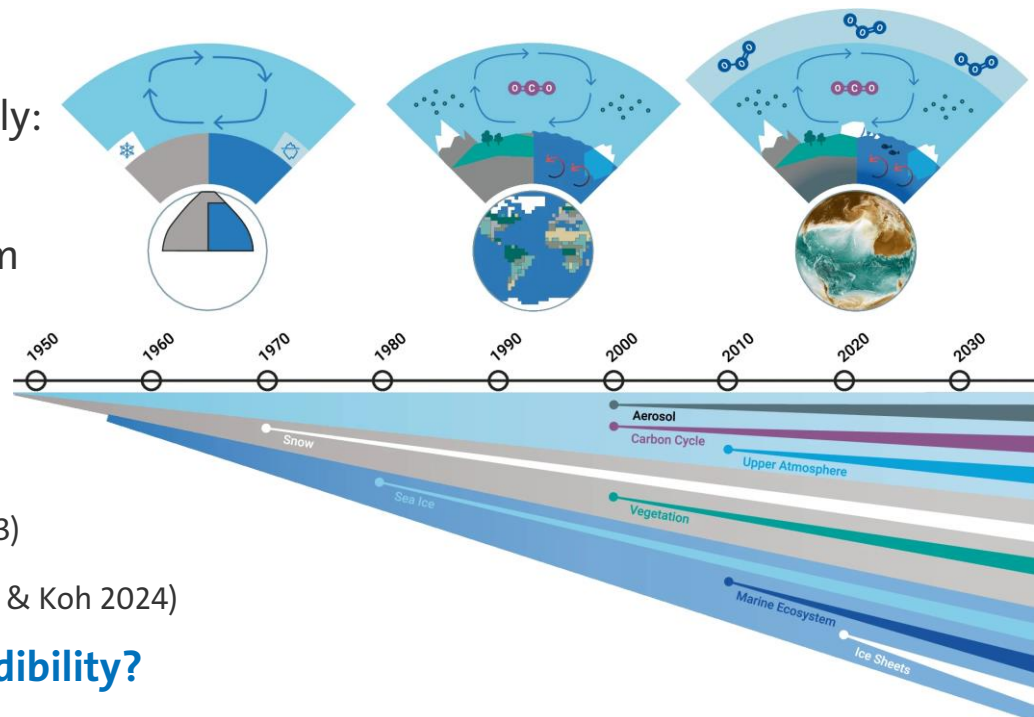 O=C=O
O=C=O
ly:
m
1950 1960 1970 1980 1990 2000 2010 2020 2030
Aerosol
Carbon Cycle
Snow
Upper Atmosphere
Sea Ice
Vegetation
3)
Marine Ecosystem
& Koh 2024)
Ice Sheets
dibility?